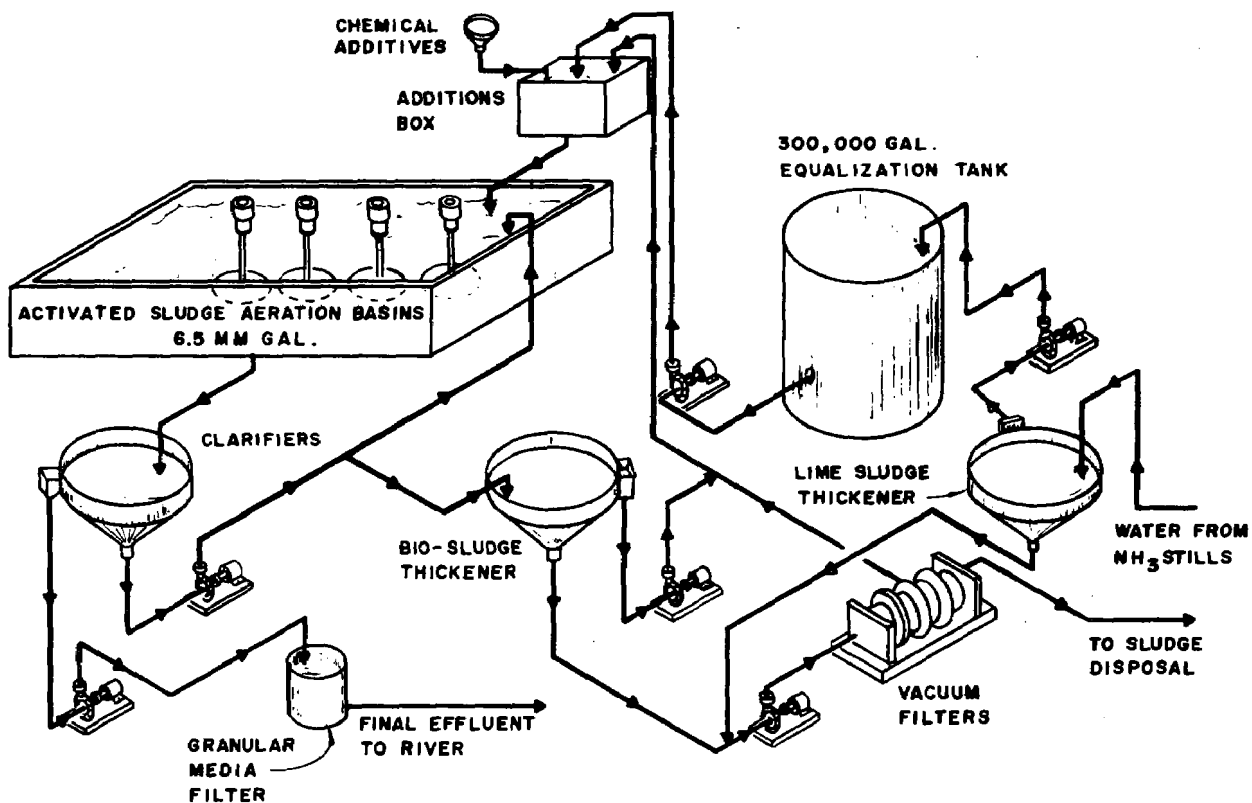 CHEMICAL
ADDITIVES
ADDITIONS
BOX
300,000 GAL.
EQUALIZATION TANK
ACTIVATED SLUDGE AERATION BASINS
6.5 MM GAL.
CLARIFIERS
LIME SLUDGE
THICKENER
WATER FROM
NH3 STILLS
BIO-SLUDGE
THICKENER
TO SLUDGE
DISPOSAL
VACUUM
FILTERS
FINAL EFFLUENT
TO RIVER
GRANULAR
MEDIA
FILTER